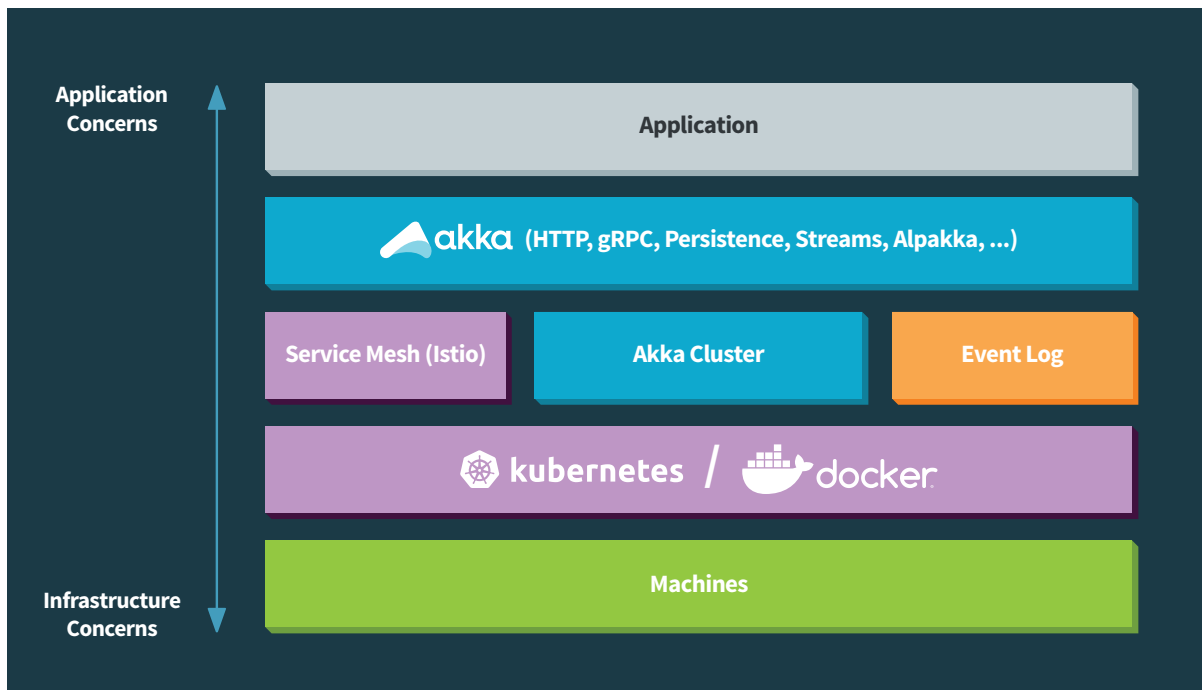 Application
Concerns
Application
akka (HTTP, gRPC, Persistence, Streams, Alpakka, ...)
Service Mesh (Istio)
Akka Cluster
Event Log
kubernetes / docker
Machines
Infrastructure
Concerns